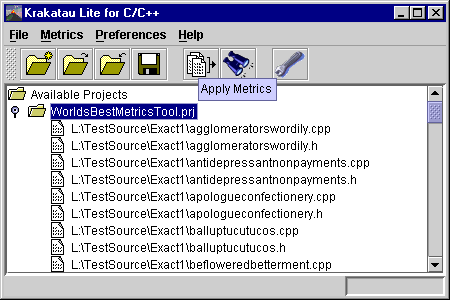 Krakatau Lite for C/C++
File Metrics Preferences Help
Apply Metrics
Available Projects
WorldsBestMetricsTool.prj
L:\TestSource\Exact1\agglomeratorswordily.cpp
L:\TestSource\Exact1\agglomeratorswordily.h
L:\TestSource\Exact1\antidepressantnonpayments.cpp
L:\TestSource\Exact1\antidepressantnonpayments.h
L:\TestSource\Exact1\apologueconfectionery.cpp
L:\TestSource\Exact1\apologueconfectionery.h
L:\TestSource\Exact1\balluptucutucos.cpp
L:\TestSource\Exact1\balluptucutucos.h
L:\TestSource\Exact1\befloweredbetterment.cpp